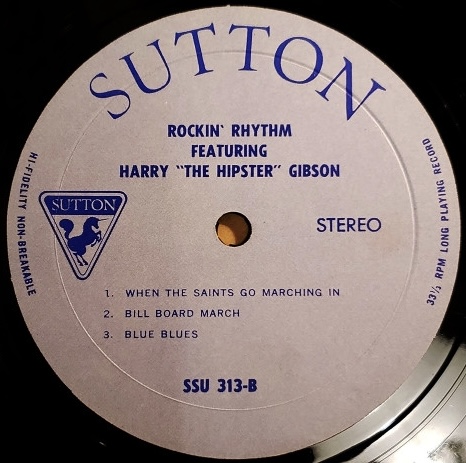 SUTTON
ROCKIN' RHYTHM
FEATURING
HARRY "THE HIPSTER" GIBSON
HI-FIDELITY NON-BREAKABLE
SUTTON
STEREO
33⅓ RPM LONG PLAYING RECORD
1. WHEN THE SAINTS GO MARCHING IN
2. BILL BOARD MARCH
3. BLUE BLUES
SSU 313-B